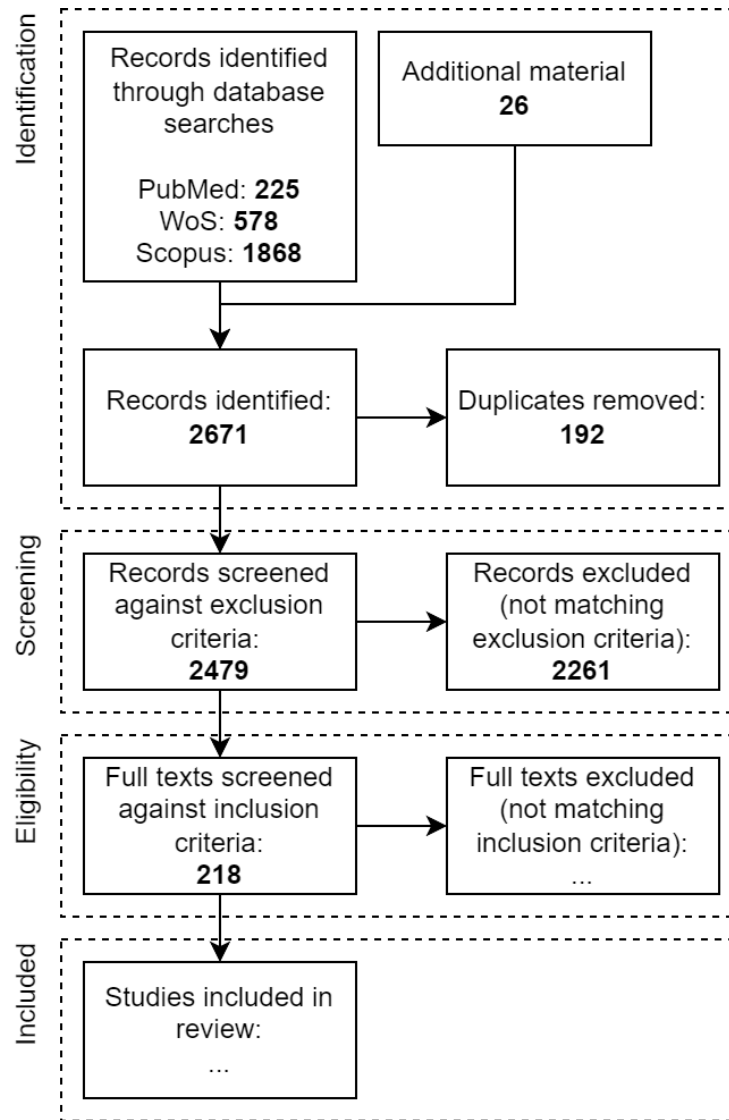 Identification
Records identified
through database
searches
PubMed: 225
WoS: 578
Scopus: 1868
Additional material
26
Records identified:
2671
Duplicates removed:
192
Screening
Records screened
against exclusion
criteria:
2479
Records excluded
(not matching
exclusion criteria):
2261
Eligibility
Full texts screened
against inclusion
criteria:
218
Full texts excluded
(not matching
inclusion criteria):
...
Included
Studies included in
review:
...